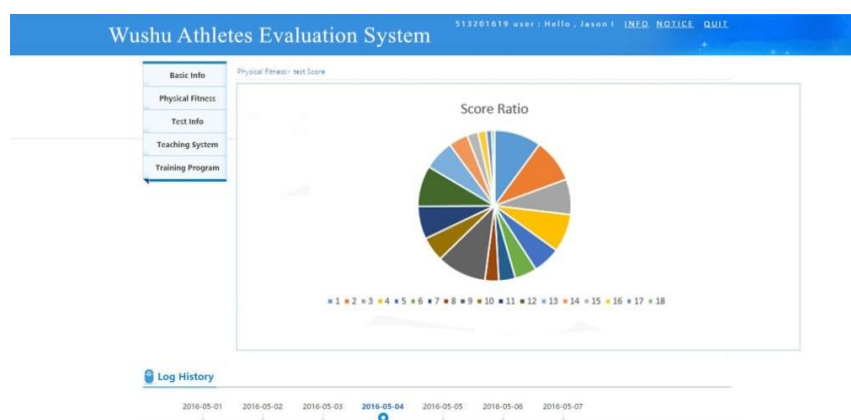 Wushu Athletes Evaluation System
513201619 user : Hello , Jason ! INFO NOTICE QUIT
Basic Info
Physical Fitness
Test Info
Teaching System
Training Program
Physical Fitness> test Score
Score Ratio
1 2 3 4 5 6 7 8 9 10 11 12 13 14 15 16 17 18
Log History
2016-05-01 2016-05-02 2016-05-03 2016-05-04 2016-05-05 2016-05-06 2016-05-07